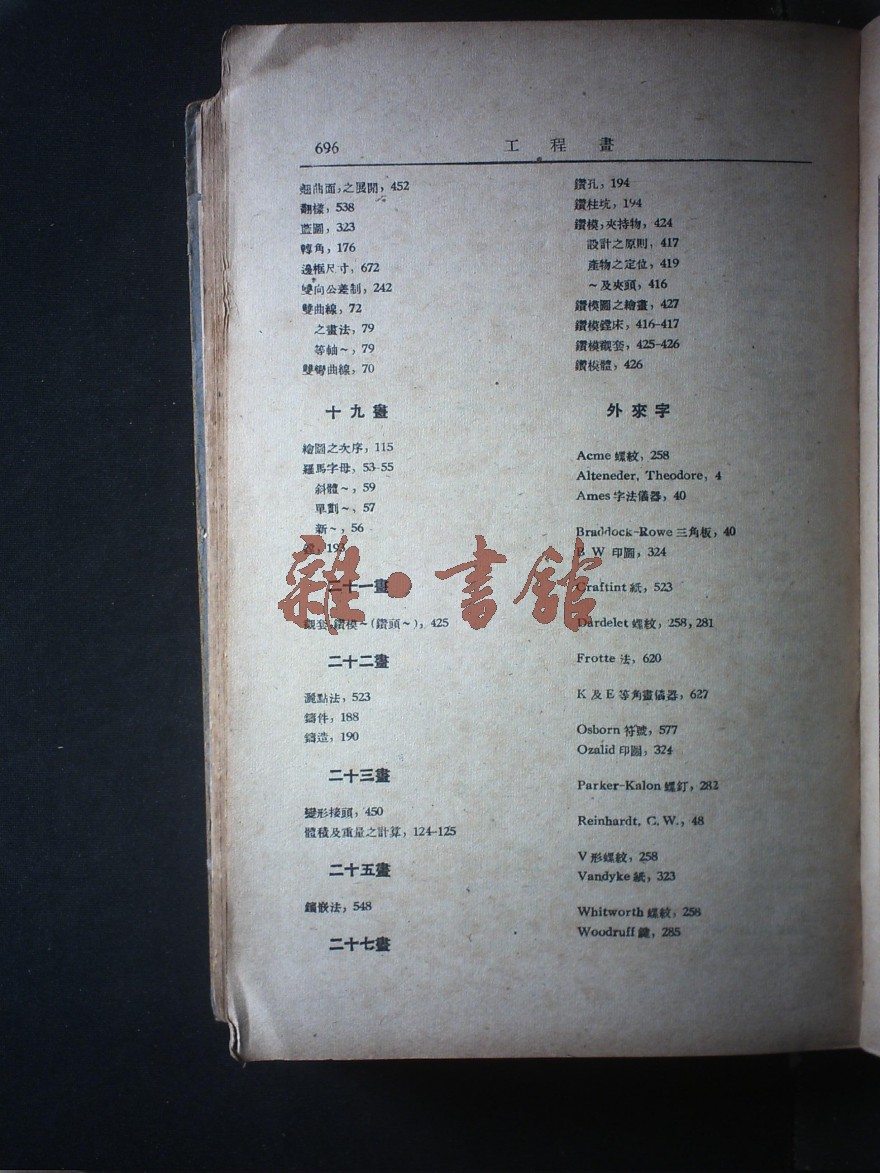 696
工程畫
翹曲面,之展開,452
翻樣,538
藍圖,323
轉角,176
邊框尺寸,672
雙向公差制,242
雙曲線,72
之畫法,79
等軸~,79
雙彎曲線,70
十九畫
繪圖之次序,115
羅馬字母,53-55
斜體~,59
單劃~,57
新~,56
193
二十一畫
襯套,鑽模~(鑽頭~),425
二十二畫
灑點法,523
鑄件,188
鑄造,190
二十三畫
變形接頭,450
體積及重量之計算,124-125
二十五畫
鑲嵌法,548
二十七畫
鑽孔,194
鑽柱坑,194
鑽模,夾持物,424
設計之原則,417
產物之定位,419
~及夾頭,416
鑽模圖之繪畫,427
鑽模鏜床,416-417
鑽模襯套,425-426
鑽模體,426
外來字
Acme 螺紋,258
Alteneder, Theodore, 4
Ames 字法儀器,40
Braddock-Rowe 三角板,40
B W 印圖,324
Craftint 紙,523
Dardelet 螺紋,258,281
Frotte 法,620
K 及 E 等角畫儀器,627
Osborn 符號,577
Ozalid 印圖,324
Parker-Kalon 螺釘,282
Reinhardt, C. W., 48
V 形螺紋,258
Vandyke 紙,323
Whitworth 螺紋,258
Woodruff 鍵,285
雜·書館